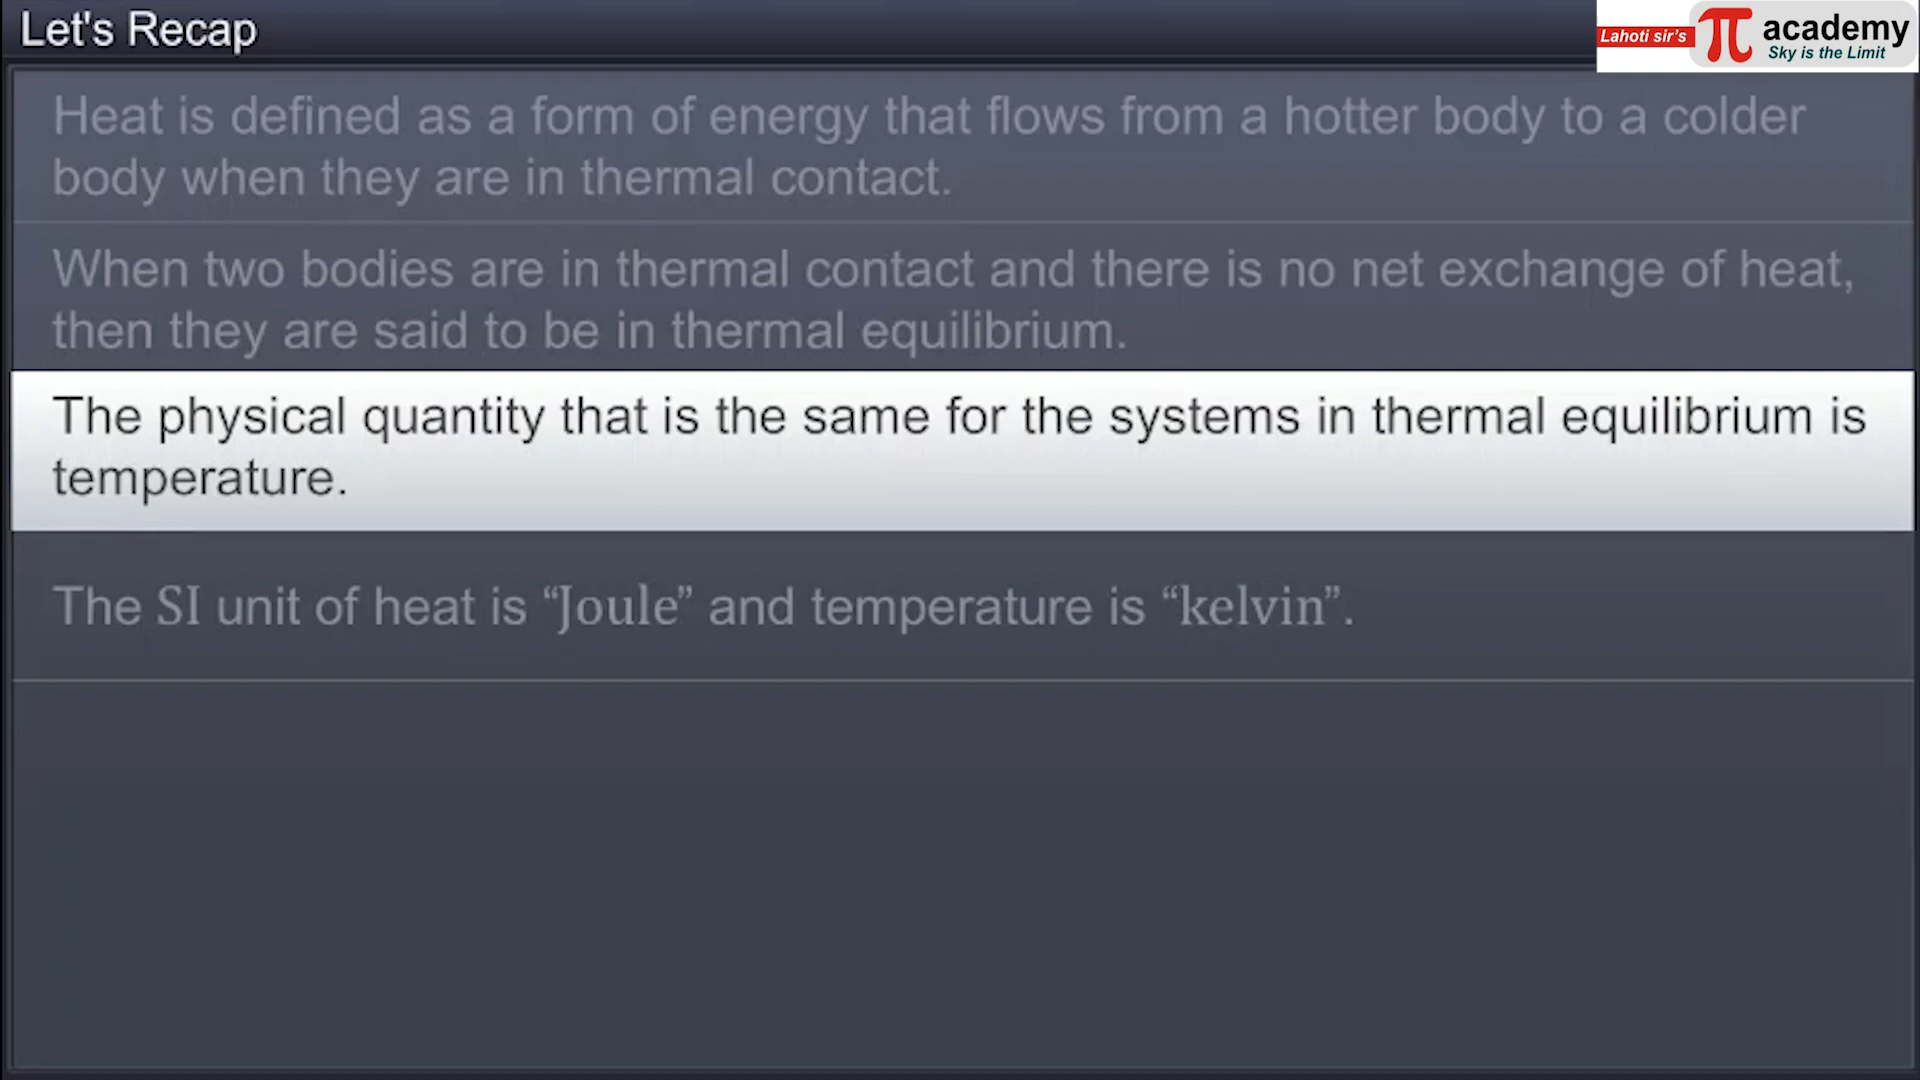 Let's Recap
Lahoti sir's
π academy
Sky is the Limit
Heat is defined as a form of energy that flows from a hotter body to a colder
body when they are in thermal contact.
When two bodies are in thermal contact and there is no net exchange of heat,
then they are said to be in thermal equilibrium.
The physical quantity that is the same for the systems in thermal equilibrium is
temperature.
The SI unit of heat is “Joule” and temperature is “kelvin”.